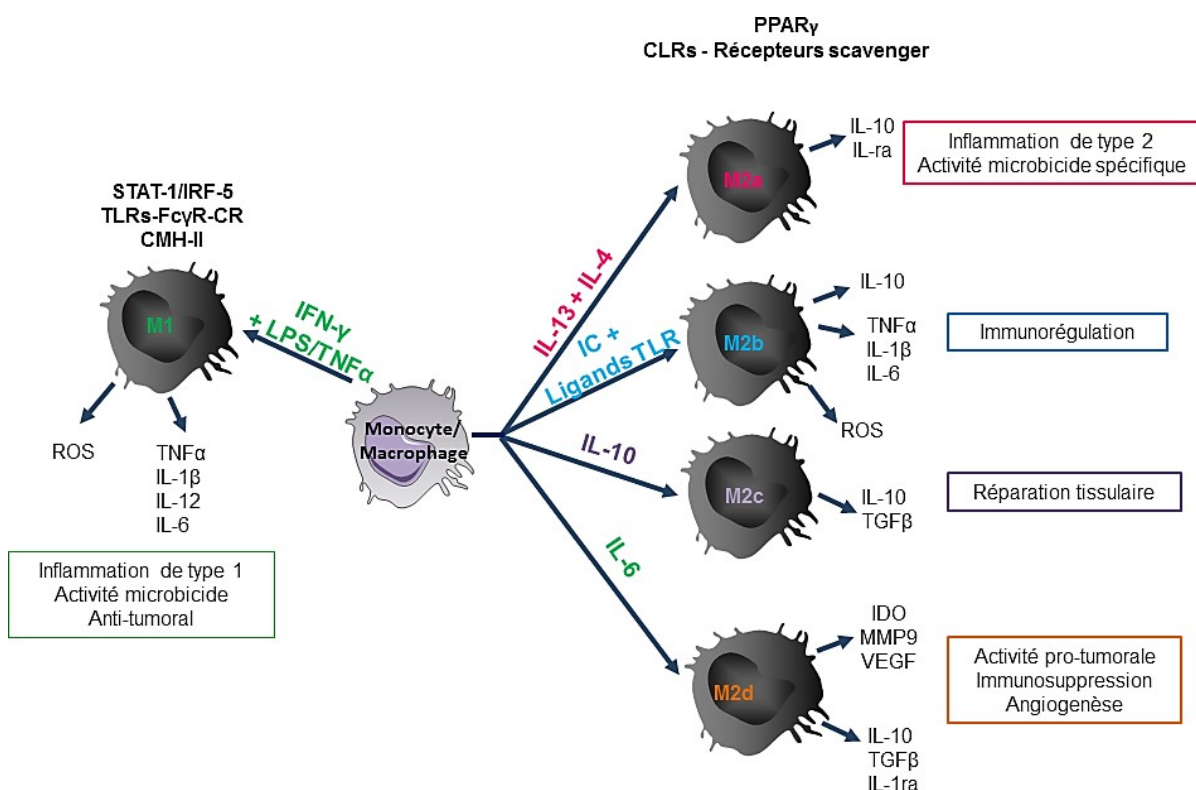 PPARγ
CLRs - Récepteurs scavenger
STAT-1/IRF-5
TLRs-FcγR-CR
CMH-II
M1
ROS
TNFα
IL-1β
IL-12
IL-6
Inflammation de type 1
Activité microbicide
Anti-tumoral
IFN-γ
+ LPS/TNFα
Monocyte/
Macrophage
IL-13 + IL-4
M2a
IL-10
IL-ra
Inflammation de type 2
Activité microbicide spécifique
IC +
Ligands TLR
M2b
IL-10
TNFα
IL-1β
IL-6
ROS
Immunorégulation
IL-10
M2c
IL-10
TGFβ
Réparation tissulaire
IL-6
M2d
IDO
MMP9
VEGF
IL-10
TGFβ
IL-1ra
Activité pro-tumorale
Immunosuppression
Angiogenèse